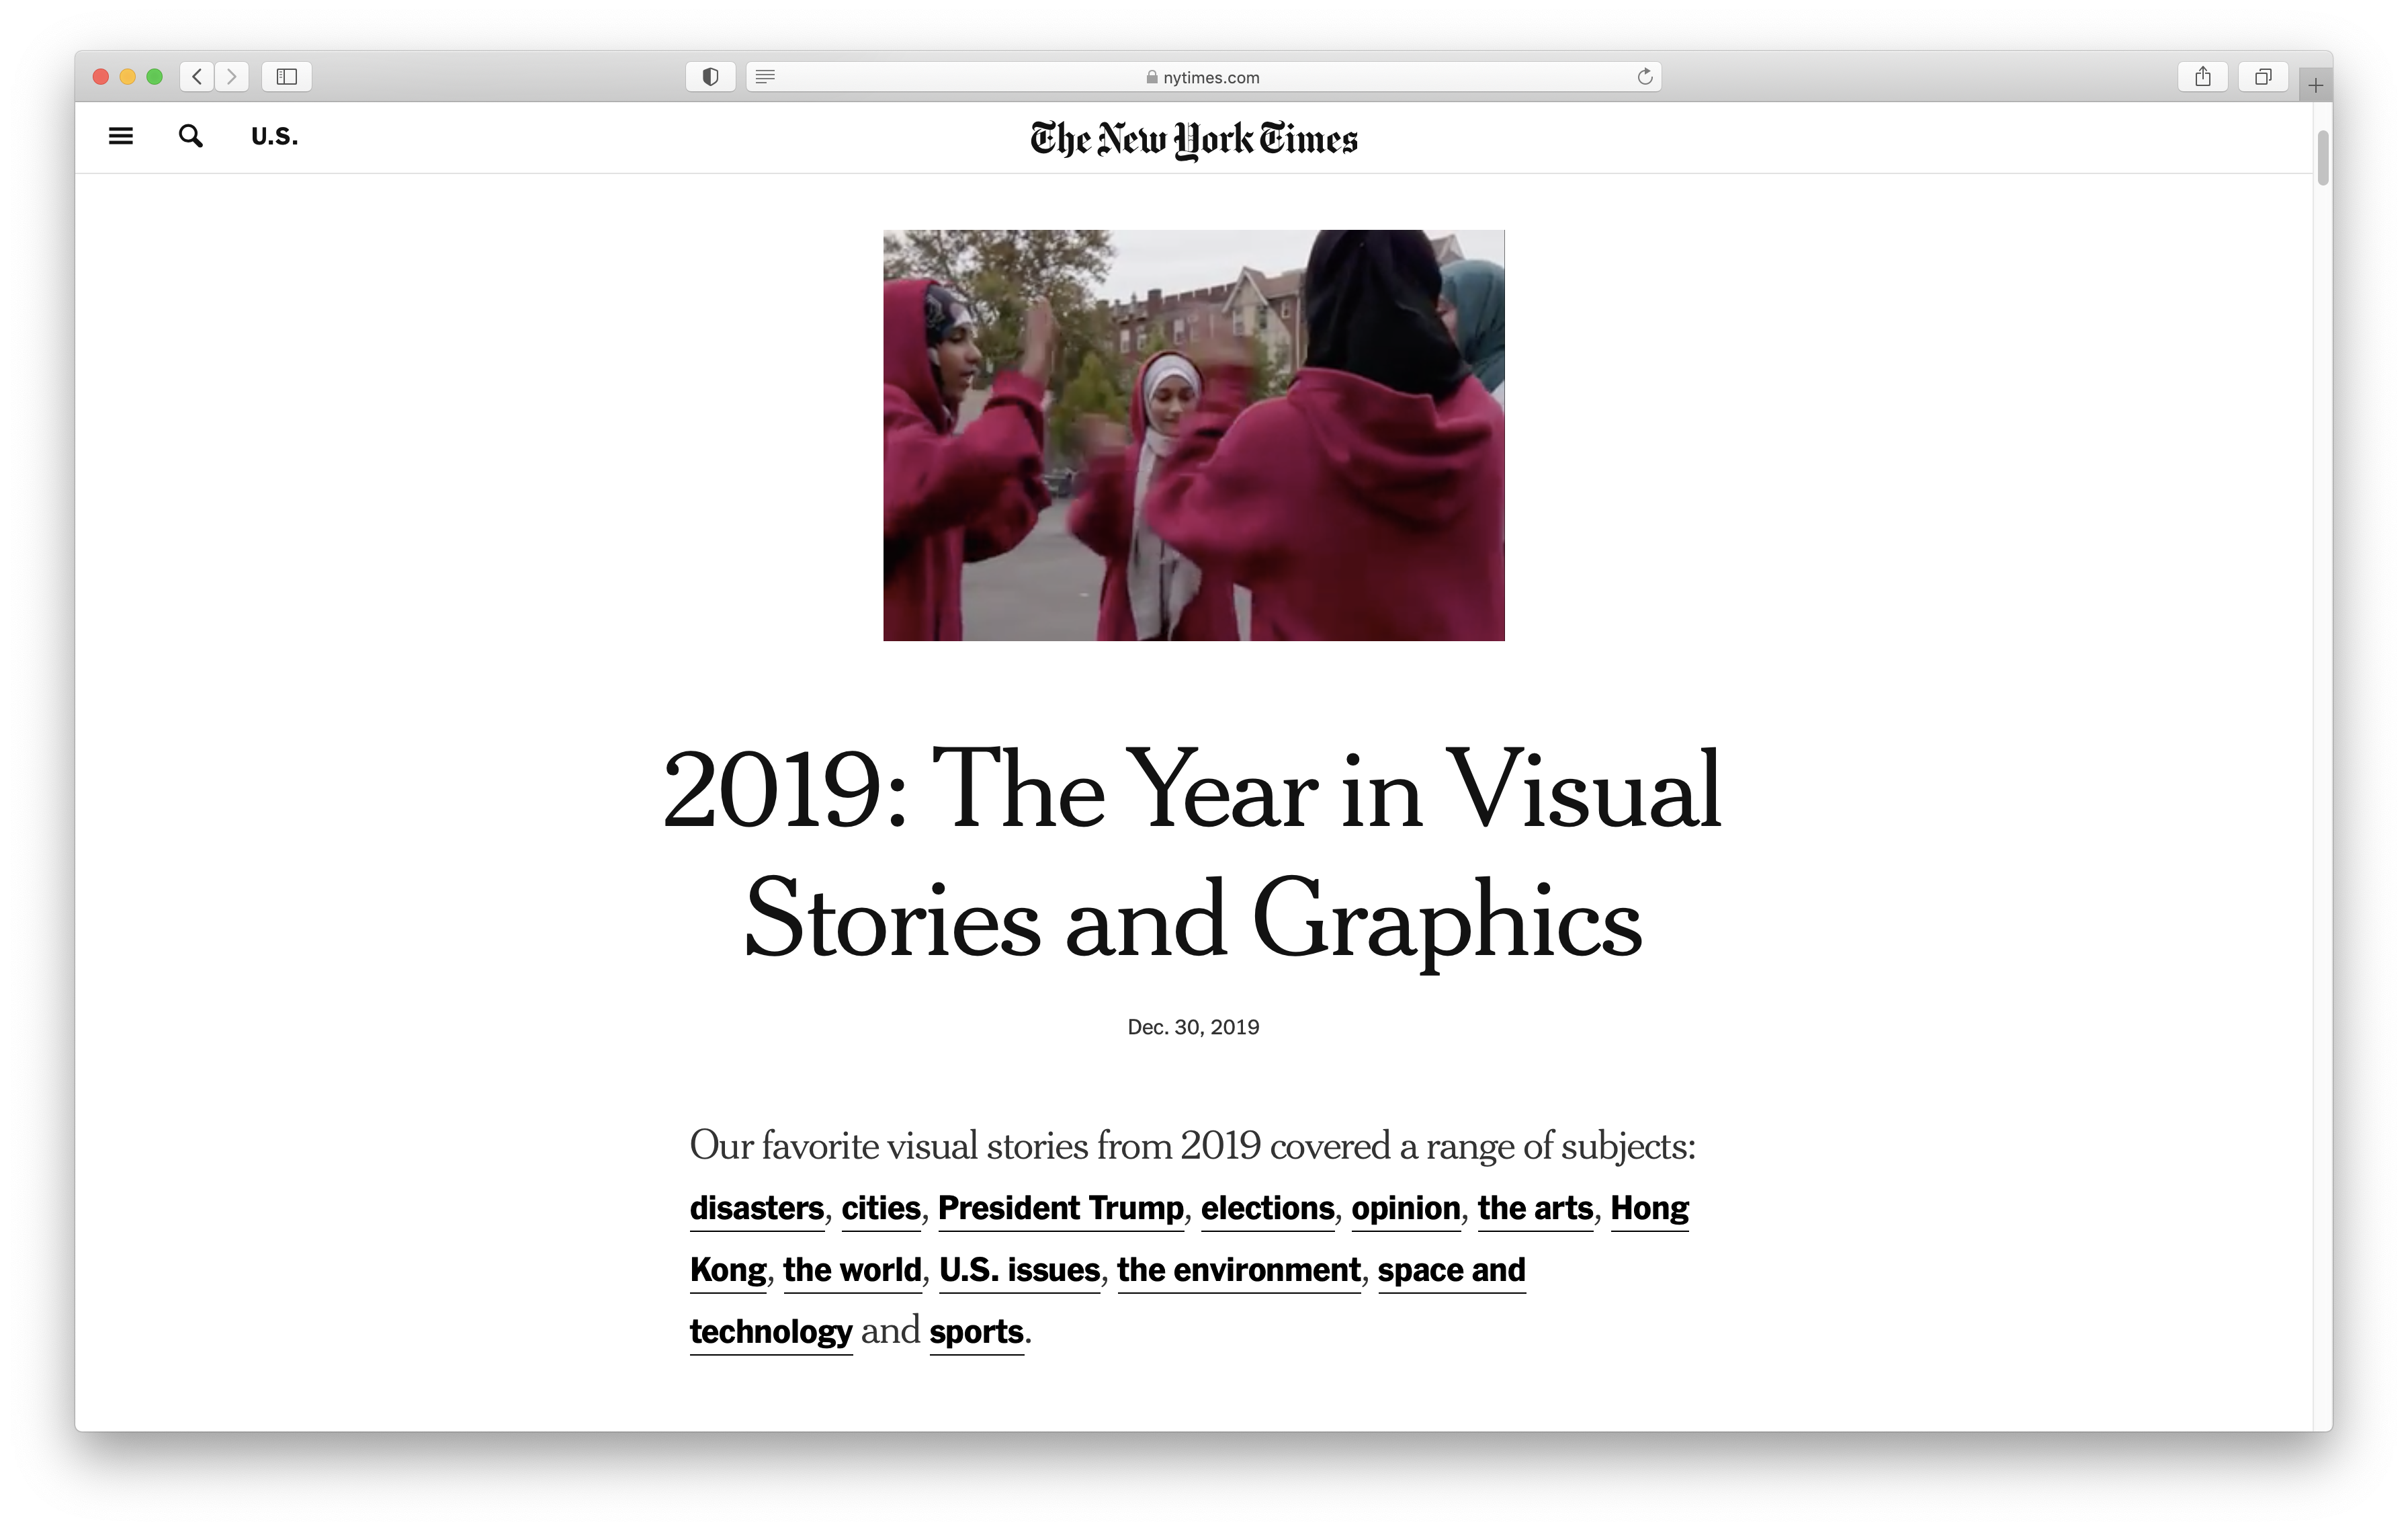 nytimes.com
U.S.
The New York Times
2019: The Year in Visual
Stories and Graphics
Dec. 30, 2019
Our favorite visual stories from 2019 covered a range of subjects:
disasters, cities, President Trump, elections, opinion, the arts, Hong
Kong, the world, U.S. issues, the environment, space and
technology and sports.